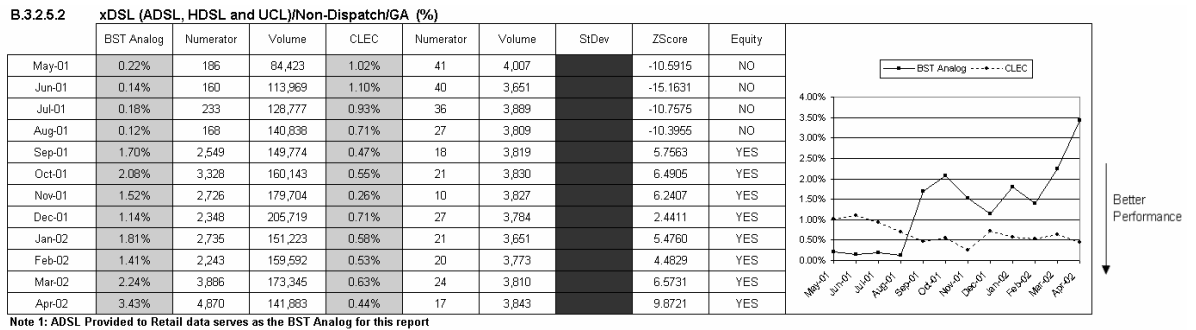 B.3.2.5.2 xDSL (ADSL, HDSL and UCL)/Non-Dispatch/GA (%)
BST Analog Numerator Volume CLEC Numerator Volume StDev ZScore Equity
May-01 0.22% 186 84,423 1.02% 41 4,007 -10.5915 NO
Jun-01 0.14% 160 113,969 1.10% 40 3,651 -15.1631 NO
Jul-01 0.18% 233 128,777 0.93% 36 3,889 -10.7575 NO
Aug-01 0.12% 168 140,838 0.71% 27 3,809 -10.3955 NO
Sep-01 1.70% 2,549 149,774 0.47% 18 3,819 5.7563 YES
Oct-01 2.08% 3,328 160,143 0.55% 21 3,830 6.4905 YES
Nov-01 1.52% 2,726 179,704 0.26% 10 3,827 6.2407 YES
Dec-01 1.14% 2,348 205,719 0.71% 27 3,784 2.4411 YES
Jan-02 1.81% 2,735 151,223 0.58% 21 3,651 5.4760 YES
Feb-02 1.41% 2,243 159,592 0.53% 20 3,773 4.4829 YES
Mar-02 2.24% 3,886 173,345 0.63% 24 3,810 6.5731 YES
Apr-02 3.43% 4,870 141,883 0.44% 17 3,843 9.8721 YES
BST Analog CLEC
4.00%
3.50%
3.00%
2.50%
2.00%
1.50%
1.00%
0.50%
0.00%
May-01 Jun-01 Jul-01 Aug-01 Sep-01 Oct-01 Nov-01 Dec-01 Jan-02 Feb-02 Mar-02 Apr-02
Better
Performance
Note 1: ADSL Provided to Retail data serves as the BST Analog for this report